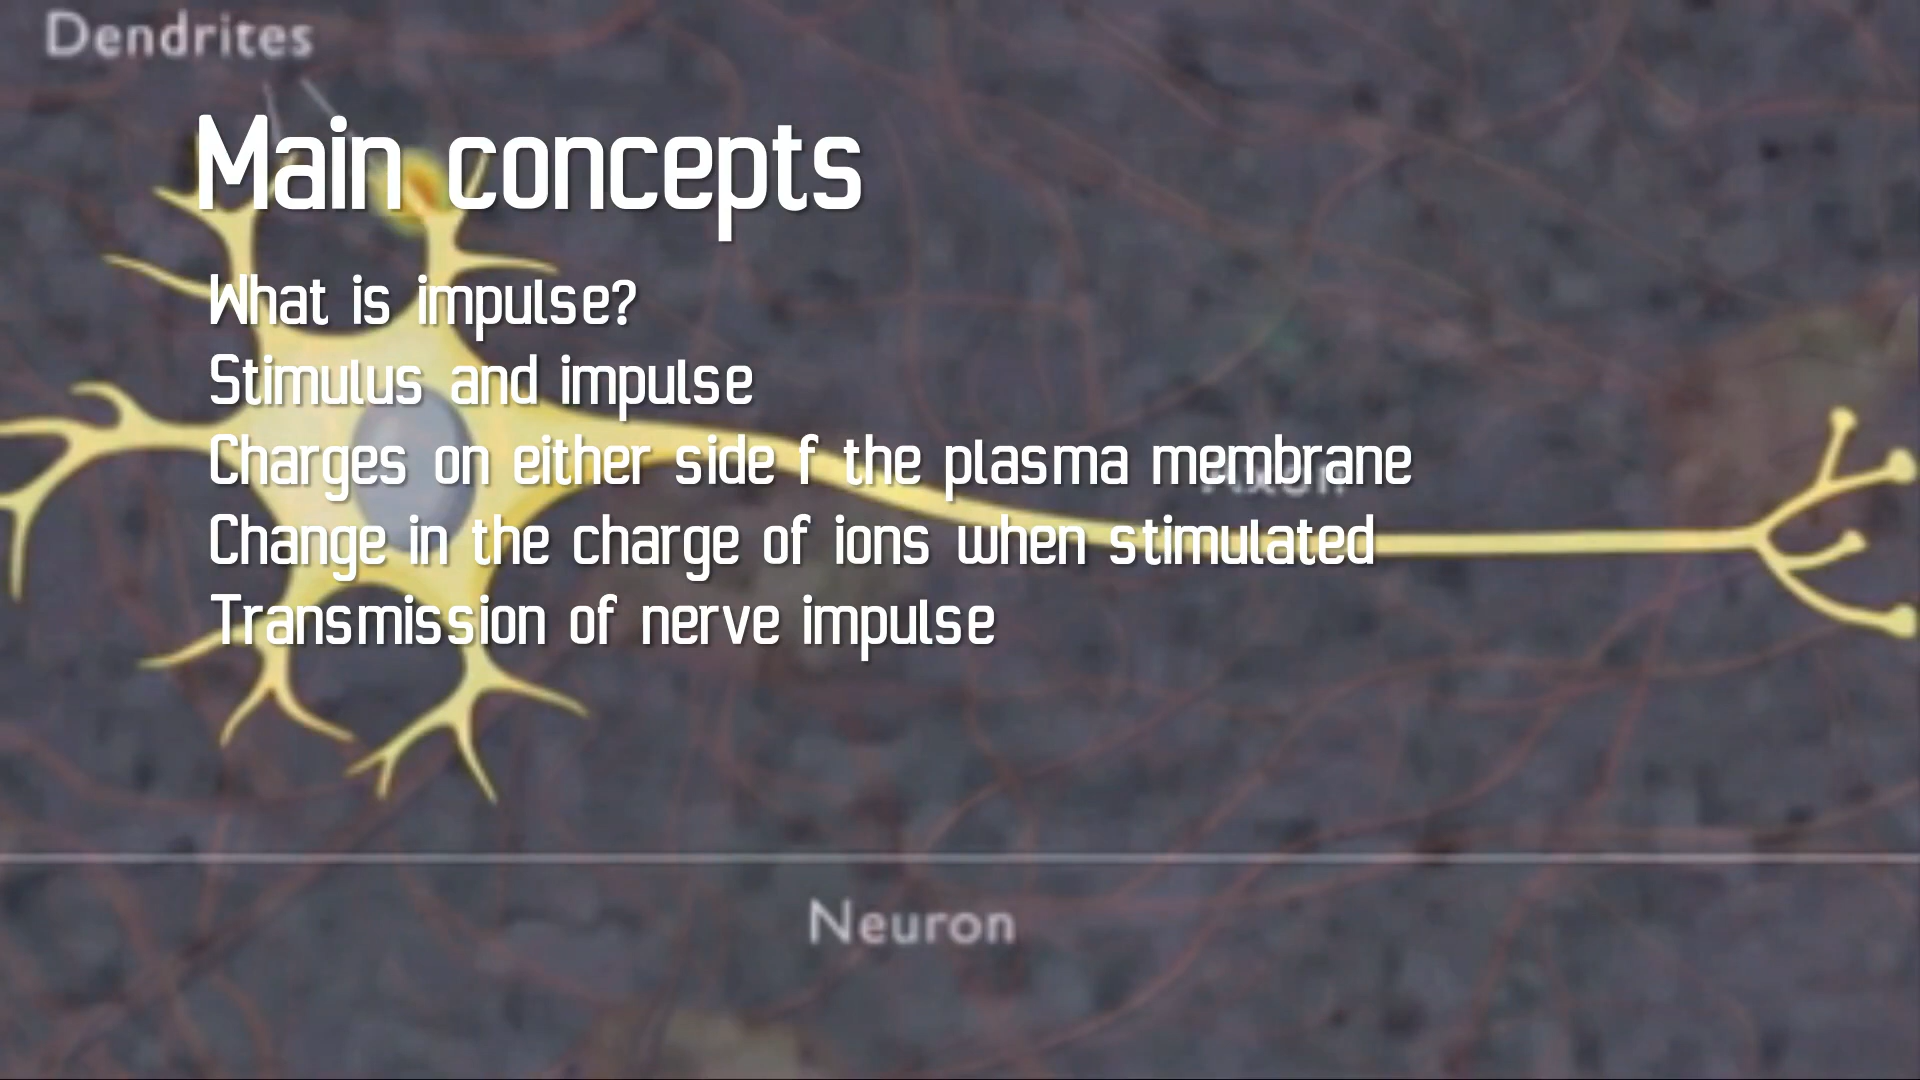 Dendrites
Main concepts
What is impulse?
Stimulus and impulse
Charges on either side f the plasma membrane
Axon
Change in the charge of ions when stimulated
Transmission of nerve impulse
Neuron